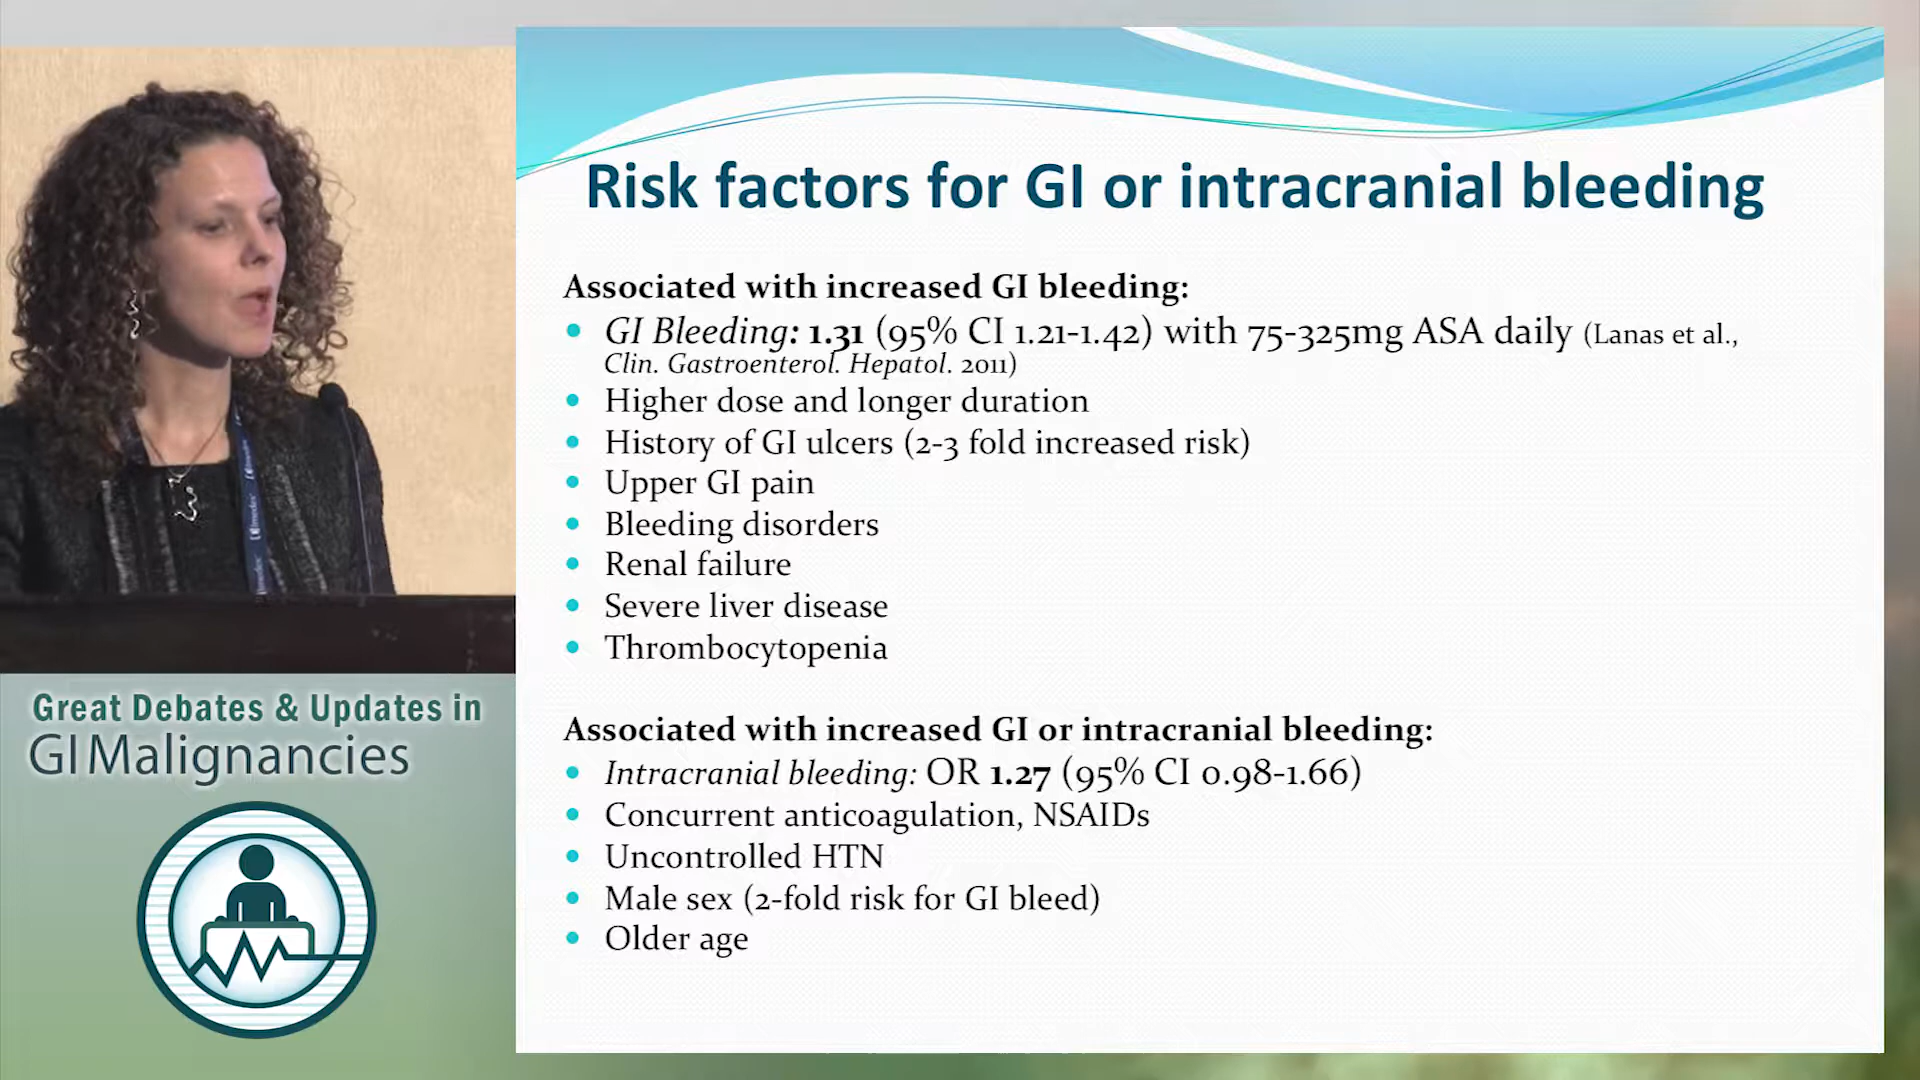 Risk factors for GI or intracranial bleeding
Associated with increased GI bleeding:
• GI Bleeding: 1.31 (95% CI 1.21-1.42) with 75-325mg ASA daily (Lanas et al.,
Clin. Gastroenterol. Hepatol. 2011)
• Higher dose and longer duration
• History of GI ulcers (2-3 fold increased risk)
• Upper GI pain
• Bleeding disorders
• Renal failure
• Severe liver disease
• Thrombocytopenia
Associated with increased GI or intracranial bleeding:
• Intracranial bleeding: OR 1.27 (95% CI 0.98-1.66)
• Concurrent anticoagulation, NSAIDs
• Uncontrolled HTN
• Male sex (2-fold risk for GI bleed)
• Older age
Great Debates & Updates in
GI Malignancies